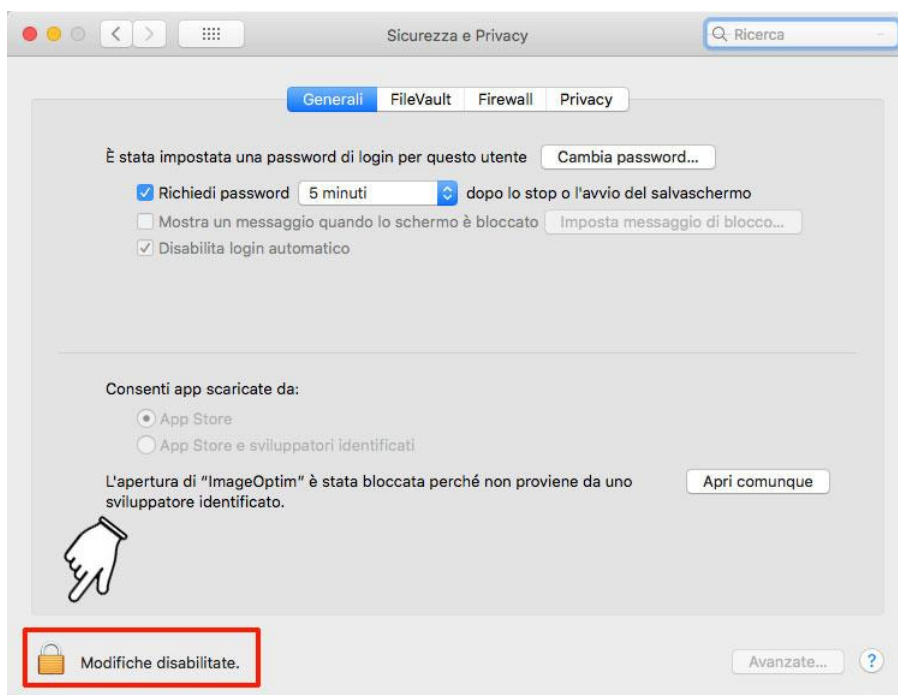 Sicurezza e Privacy
Ricerca
Generali FileVault Firewall Privacy
È stata impostata una password di login per questo utente Cambia password...
Richiedi password 5 minuti dopo lo stop o l'avvio del salvaschermo
Mostra un messaggio quando lo schermo è bloccato Imposta messaggio di blocco...
Disabilita login automatico
Consenti app scaricate da:
App Store
App Store e sviluppatori identificati
L'apertura di “ImageOptim” è stata bloccata perché non proviene da uno Apri comunque
sviluppatore identificato.
Modifiche disabilitate.
Avanzate... ?